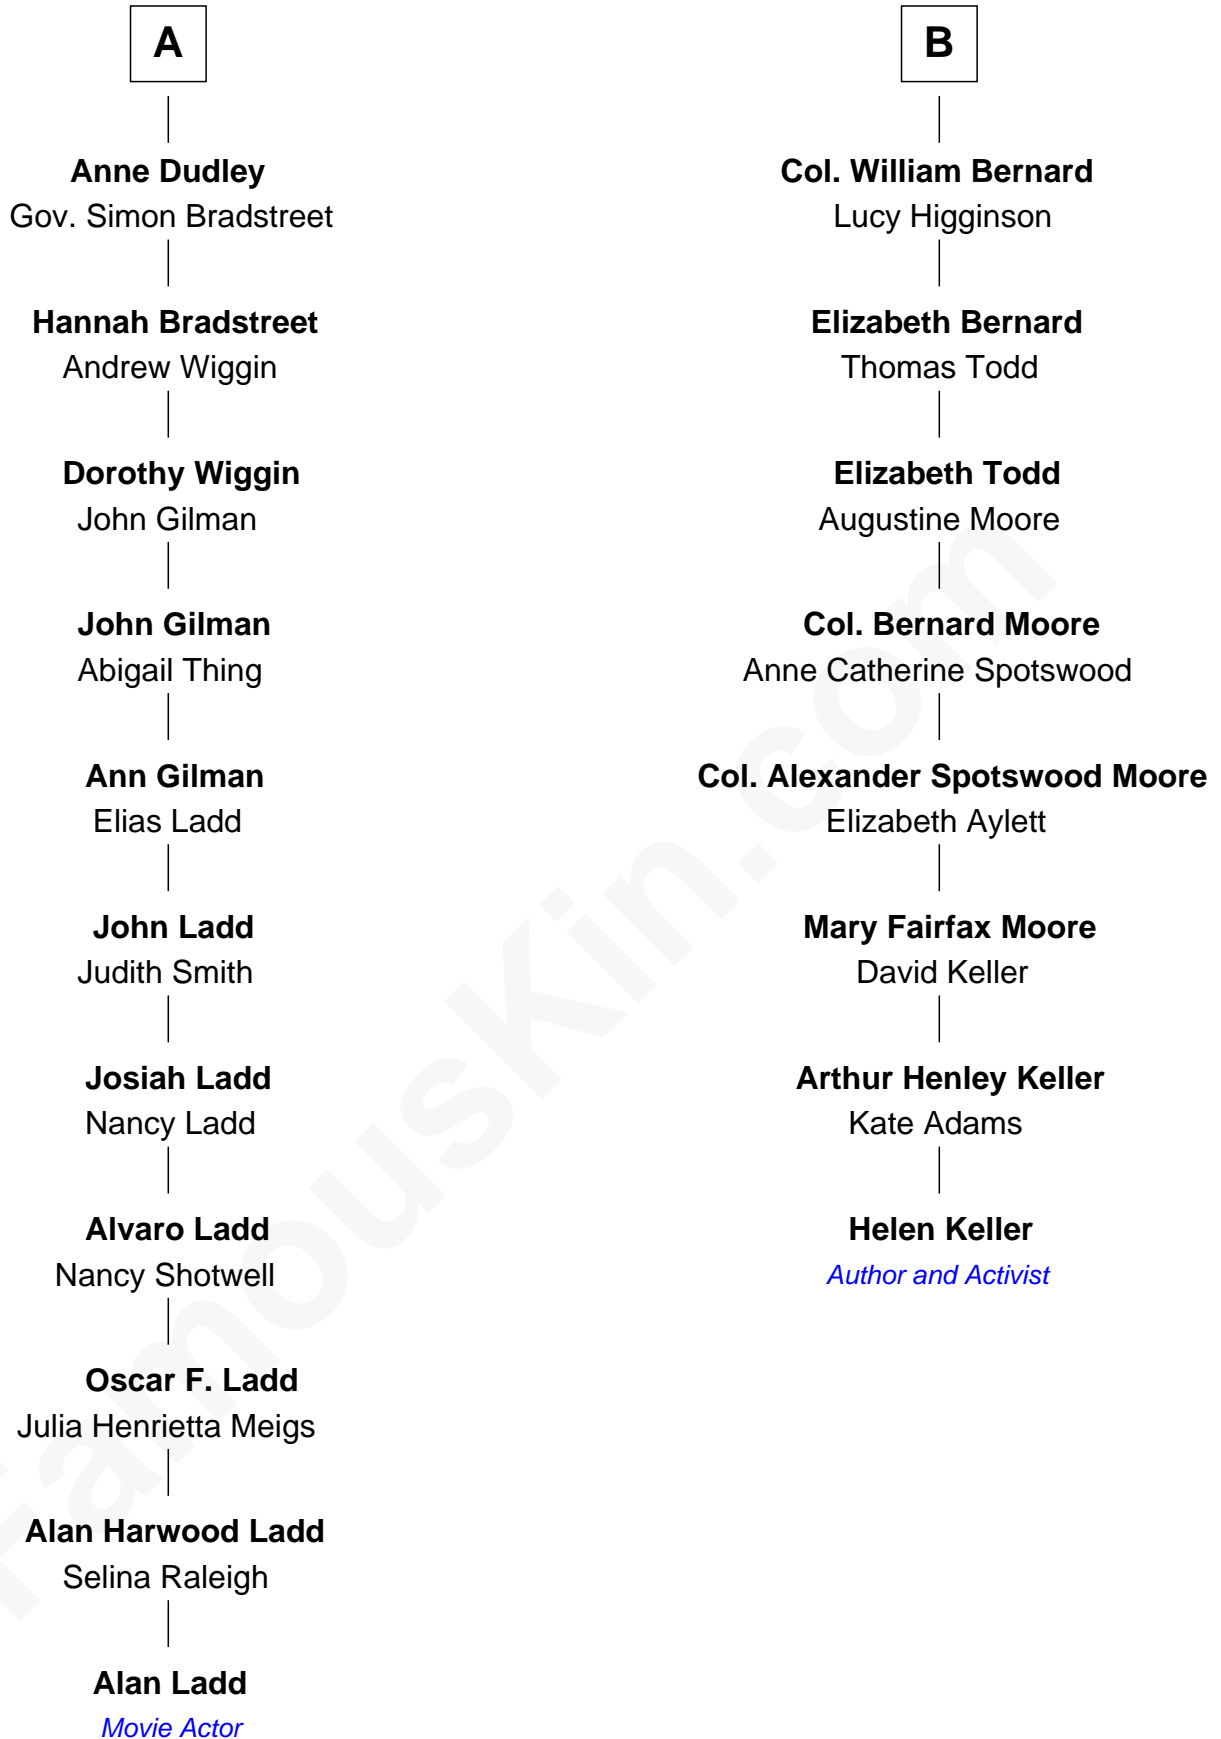 A
Anne Dudley
Gov. Simon Bradstreet
Hannah Bradstreet
Andrew Wiggin
Dorothy Wiggin
John Gilman
John Gilman
Abigail Thing
Ann Gilman
Elias Ladd
John Ladd
Judith Smith
Josiah Ladd
Nancy Ladd
Alvaro Ladd
Nancy Shotwell
Oscar F. Ladd
Julia Henrietta Meigs
Alan Harwood Ladd
Selina Raleigh
Alan Ladd
Movie Actor
B
Col. William Bernard
Lucy Higginson
Elizabeth Bernard
Thomas Todd
Elizabeth Todd
Augustine Moore
Col. Bernard Moore
Anne Catherine Spotswood
Col. Alexander Spotswood Moore
Elizabeth Aylett
Mary Fairfax Moore
David Keller
Arthur Henley Keller
Kate Adams
Helen Keller
Author and Activist
FamousKin.com